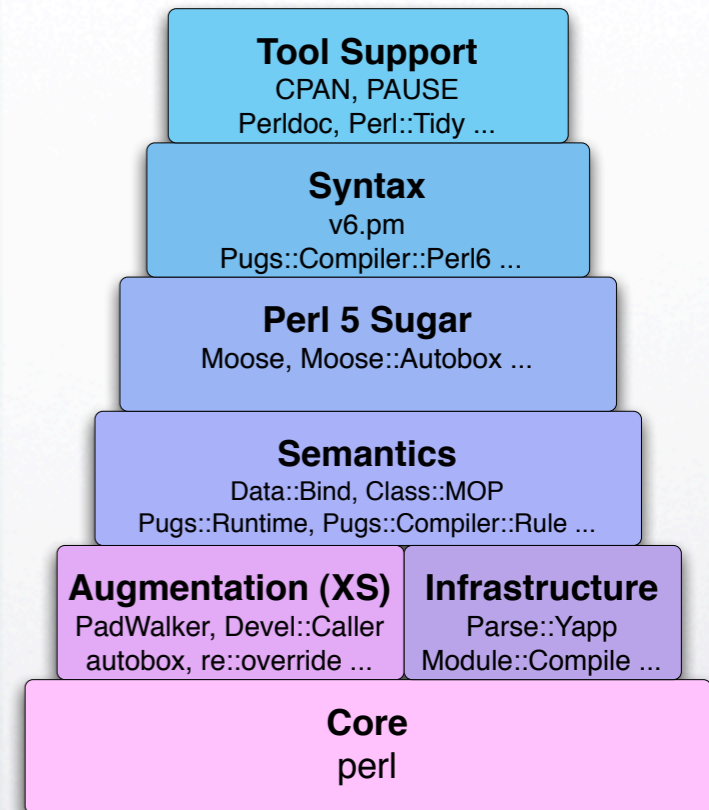 Tool Support
CPAN, PAUSE
Perldoc, Perl::Tidy ...
Syntax
v6.pm
Pugs::Compiler::Perl6 ...
Perl 5 Sugar
Moose, Moose::Autobox ...
Semantics
Data::Bind, Class::MOP
Pugs::Runtime, Pugs::Compiler::Rule ...
Augmentation (XS)
PadWalker, Devel::Caller
autobox, re::override ...
Infrastructure
Parse::Yapp
Module::Compile ...
Core
perl